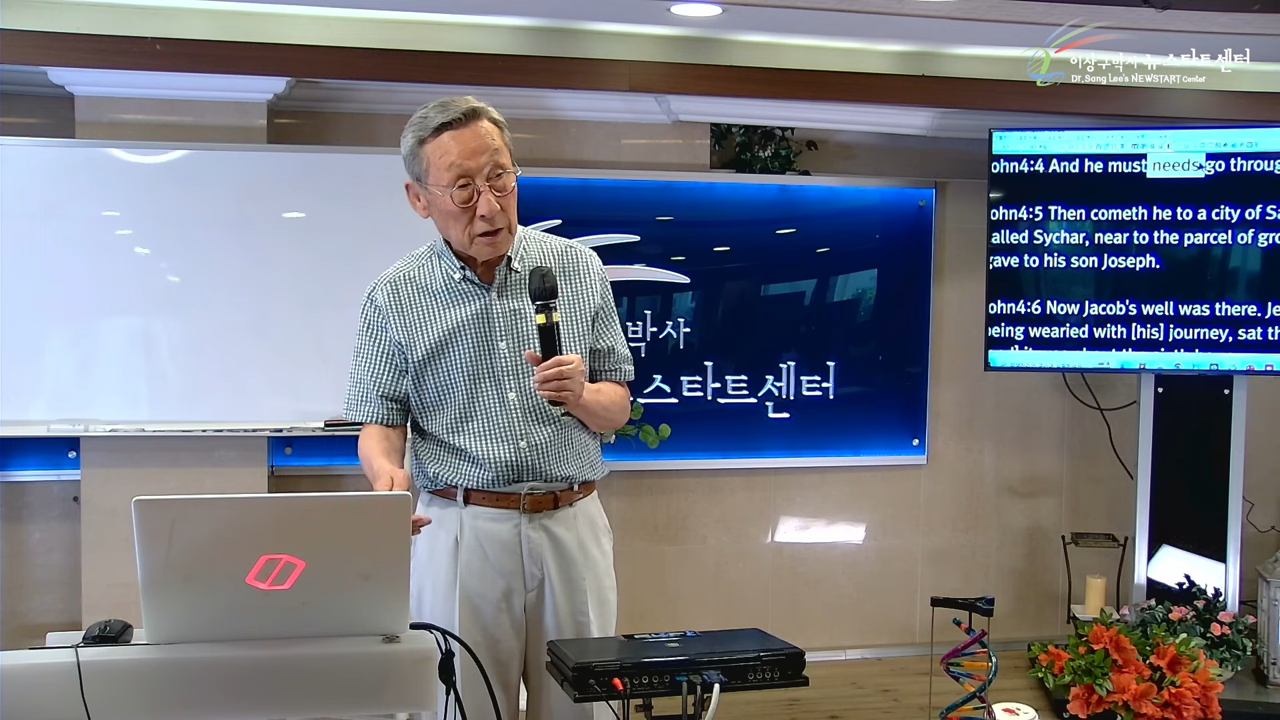 이상구박사 뉴스타트센터
Dr. Sang Lee's NEWSTART Center
ohn4:4 And he must needs go throug
ohn4:5 Then cometh he to a city of Sa
alled Sychar, near to the parcel of gro
gave to his son Joseph.
ohn4:6 Now Jacob's well was there. Je
being wearied with [his] journey, sat th
박사
스타트센터